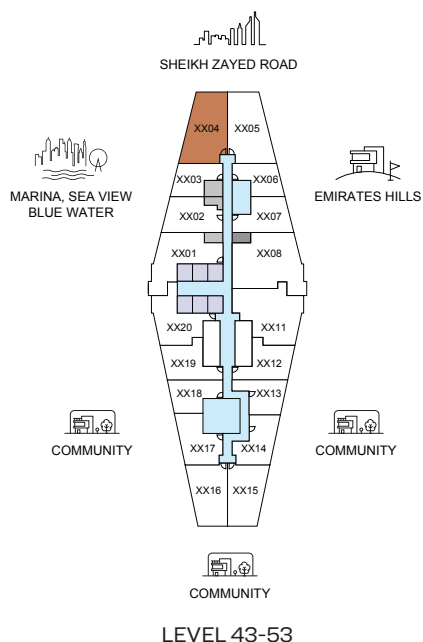 SHEIKH ZAYED ROAD
XX04 XX05
MARINA, SEA VIEW
BLUE WATER
XX03 XX06
EMIRATES HILLS
XX02 XX07
XX01 XX08
XX20 XX11
XX19 XX12
XX18 XX13
COMMUNITY
XX17 XX14
COMMUNITY
XX16 XX15
COMMUNITY
LEVEL 43-53